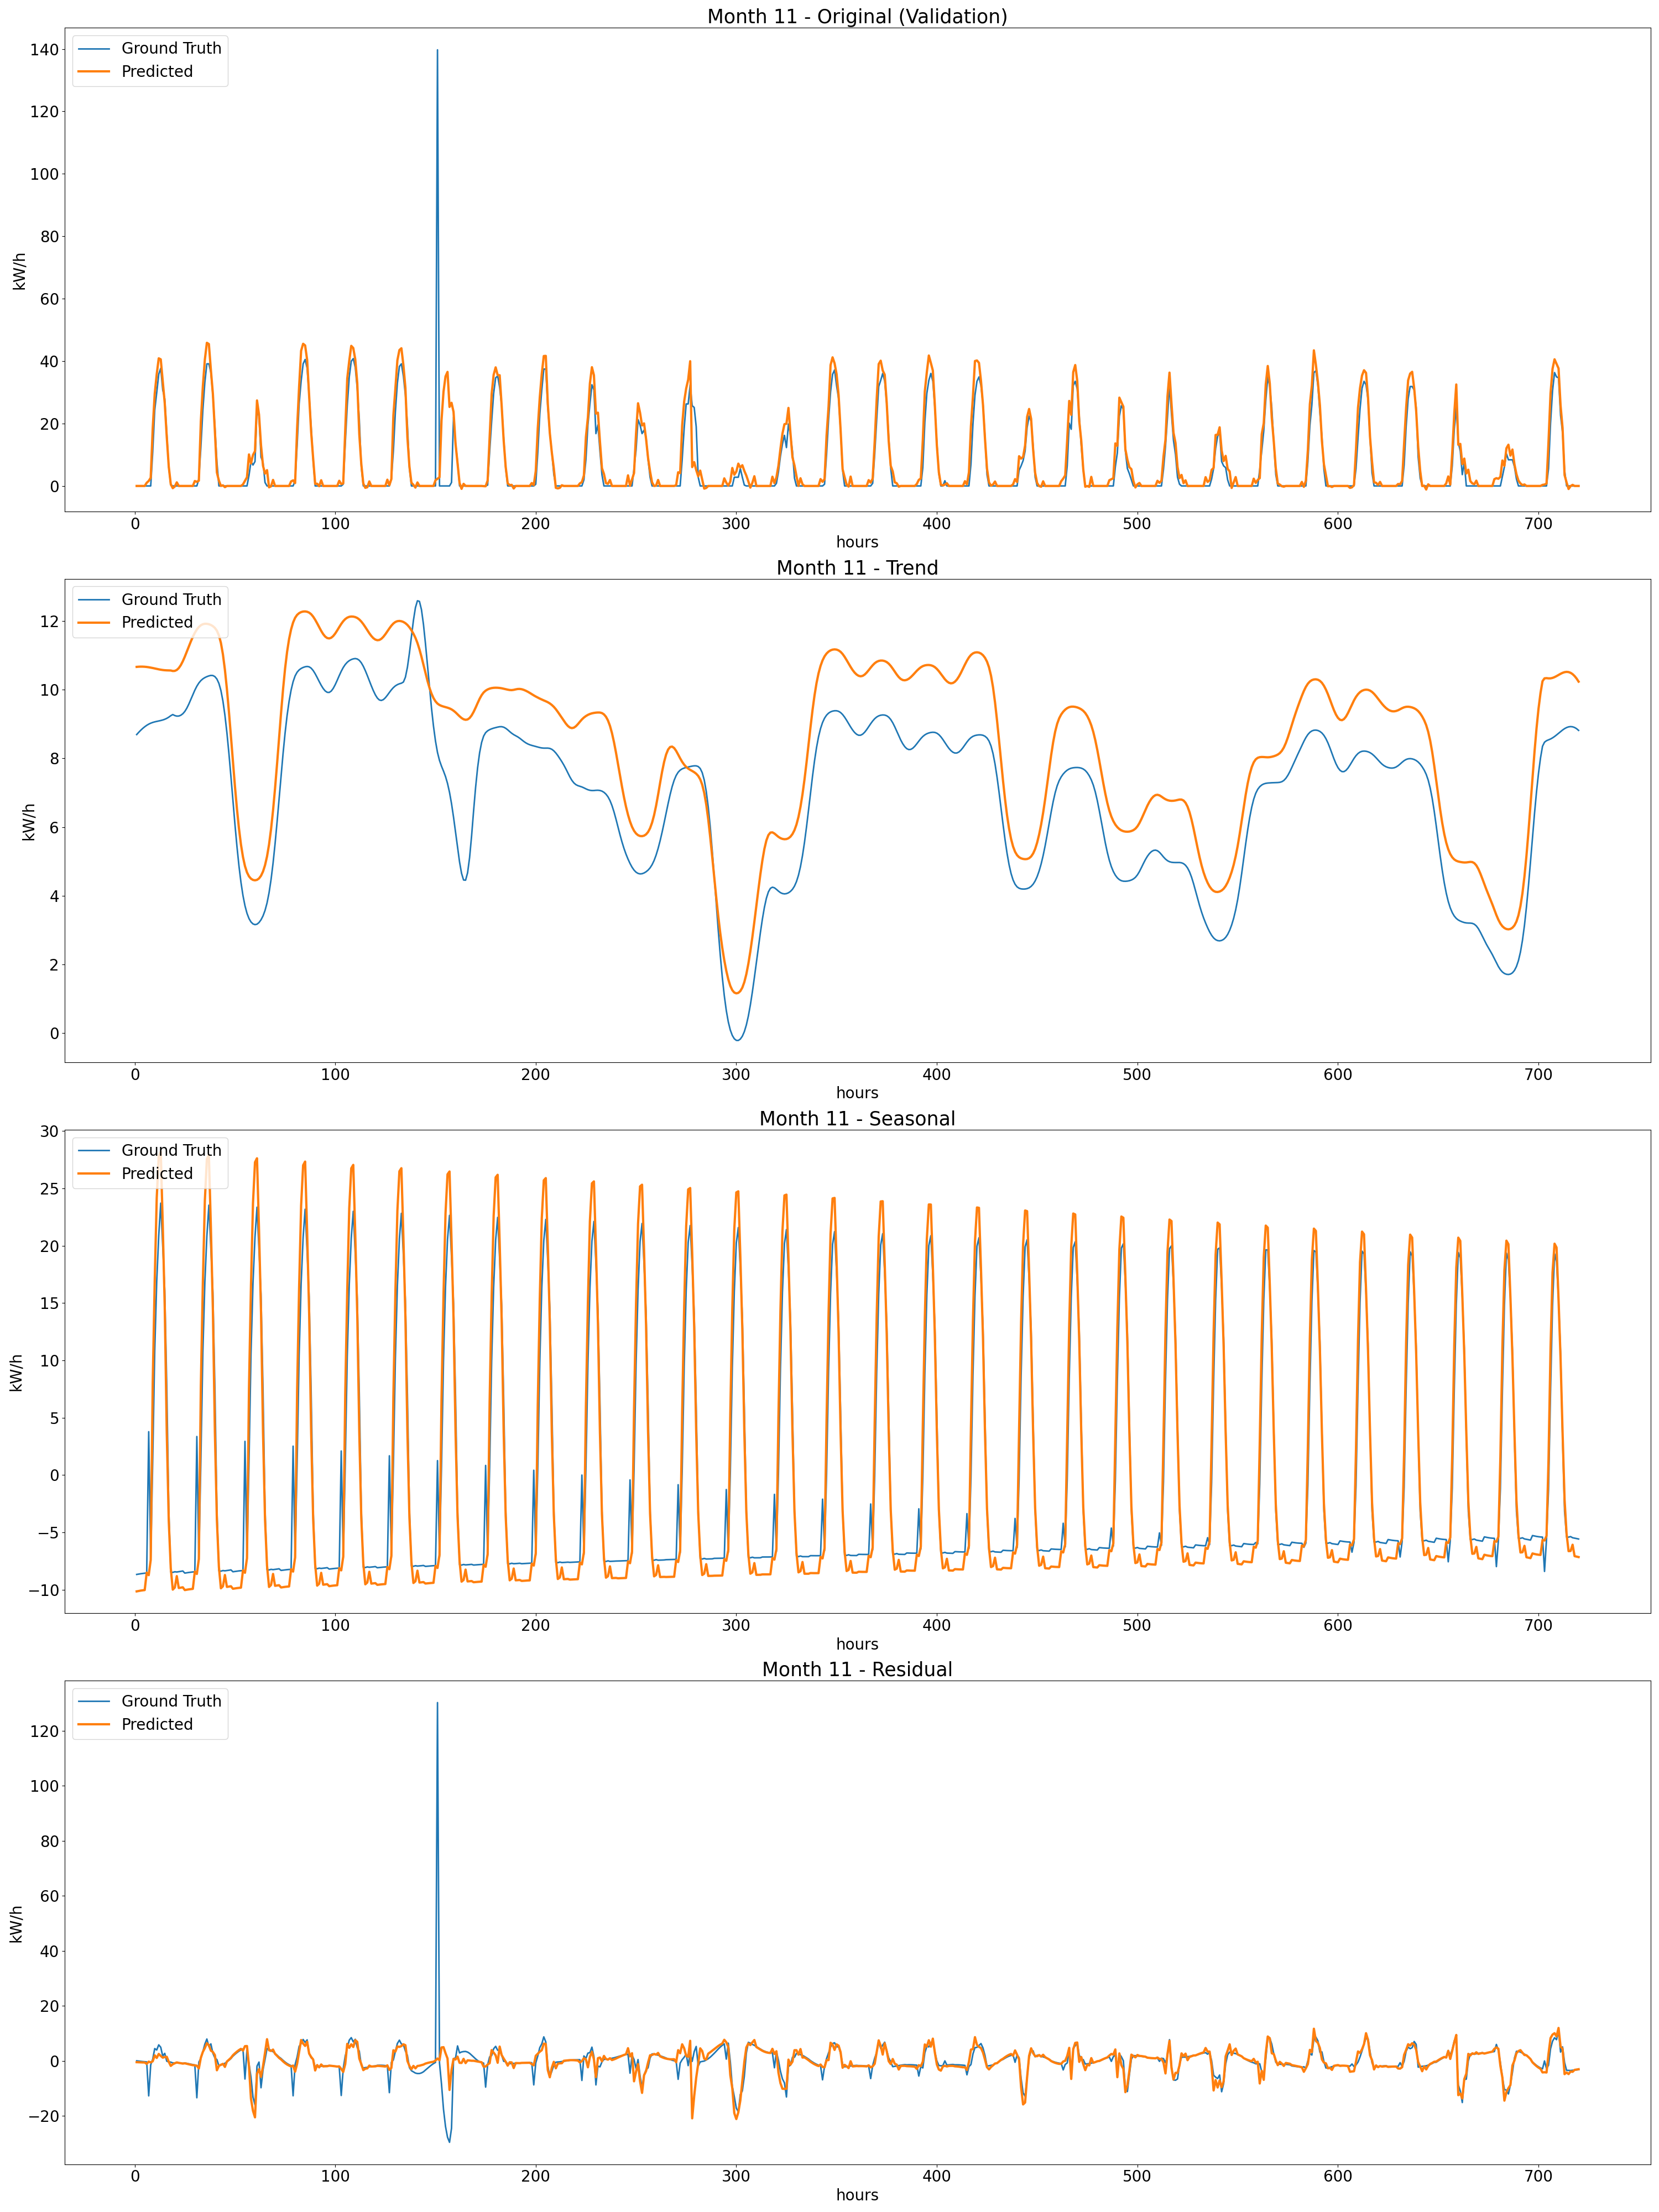 Month 11 - Original (Validation)
Ground Truth
Predicted
140
120
100
80
60
40
20
0
kW/h
0 100 200 300 400 500 600 700
hours
Month 11 - Trend
Ground Truth
Predicted
12
10
8
6
4
2
0
kW/h
0 100 200 300 400 500 600 700
hours
Month 11 - Seasonal
Ground Truth
Predicted
30
25
20
15
10
5
0
−5
−10
kW/h
0 100 200 300 400 500 600 700
hours
Month 11 - Residual
Ground Truth
Predicted
120
100
80
60
40
20
0
−20
kW/h
0 100 200 300 400 500 600 700
hours